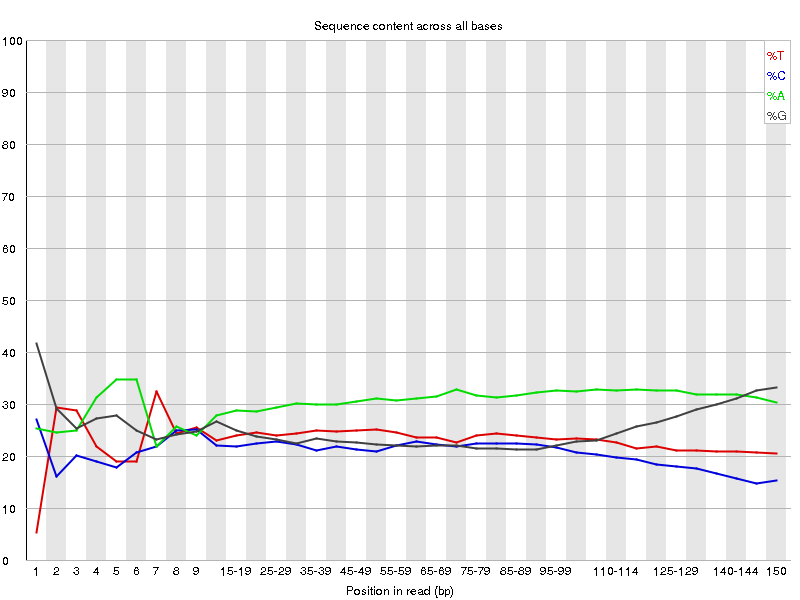 Sequence content across all bases
100
90
80
70
60
50
40
30
20
10
0
%T
%C
%A
%G
1 2 3 4 5 6 7 8 9 15-19 25-29 35-39 45-49 55-59 65-69 75-79 85-89 95-99 110-114 125-129 140-144 150
Position in read (bp)